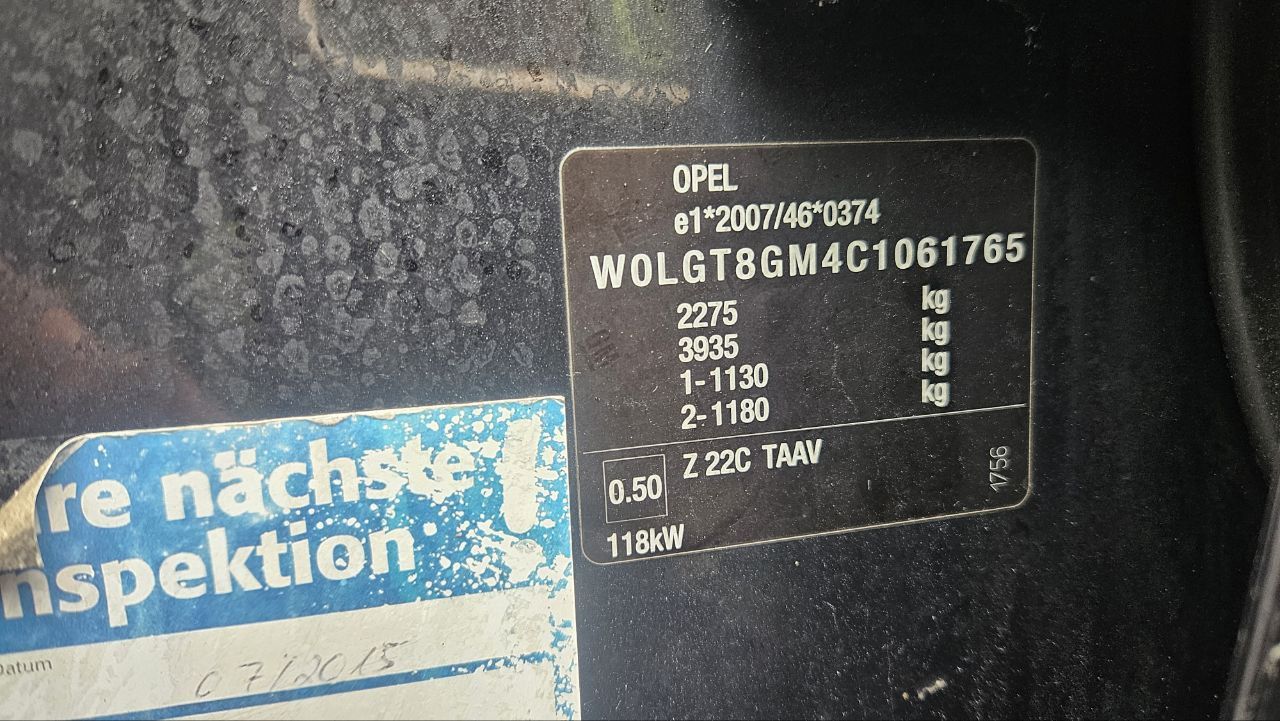 OPEL
e1*2007/46*0374
W0LGT8GM4C1061765
2275 kg
3935 kg
1-1130 kg
2-1180 kg
0.50 Z 22C TAAV
118kW
1756
re nächste
nspektion
Datum
07/2015